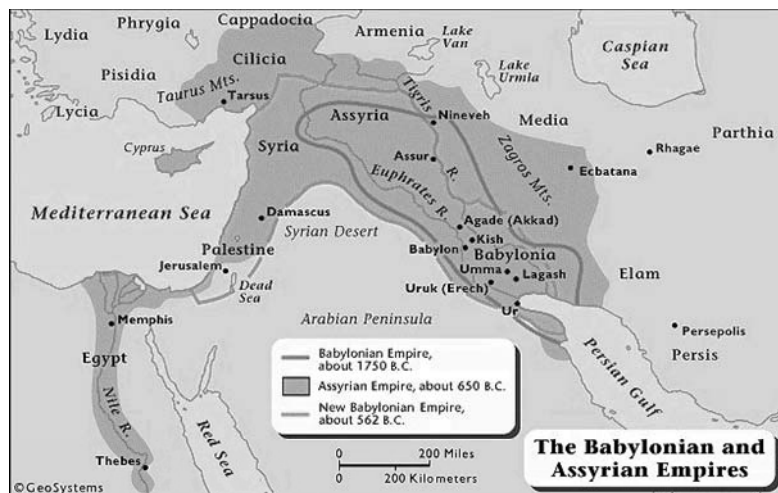 Phrygia
Cappadocia
Lydia
Armenia
Lake
Van
Caspian
Sea
Cilicia
Pisidia
Lake
Urmla
Taurus Mts.
Tarsus
Tigris
Lycia
Assyria
Nineveh
Media
Parthia
Cyprus
Syria
Zagros Mts.
Rhagae
Assur
R.
Ecbatana
Euphrates R.
Mediterranean Sea
Damascus
Agade (Akkad)
Syrian Desert
Kish
Palestine
Babylon
Babylonia
Jerusalem
Umma
Lagash
Elam
Dead
Sea
Uruk (Erech)
Ur
Memphis
Arabian Peninsula
Persepolis
Egypt
Persis
Persian Gulf
Babylonian Empire,
about 1750 B.C.
Assyrian Empire, about 650 B.C.
New Babylonian Empire,
about 562 B.C.
Nile R.
Red Sea
Thebes
0 200 Miles
0 200 Kilometers
The Babylonian and
Assyrian Empires
©GeoSystems